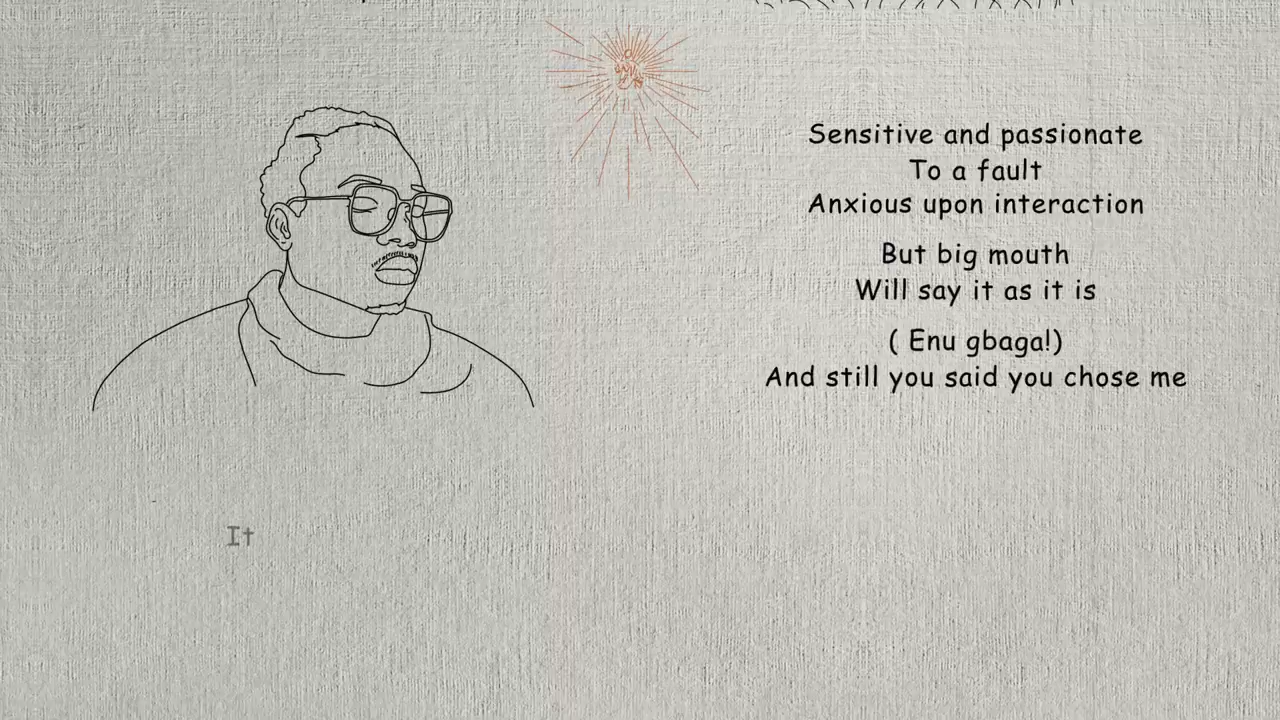 Sensitive and passionate
To a fault
Anxious upon interaction
But big mouth
Will say it as it is
( Enu gbaga!)
And still you said you chose me
It